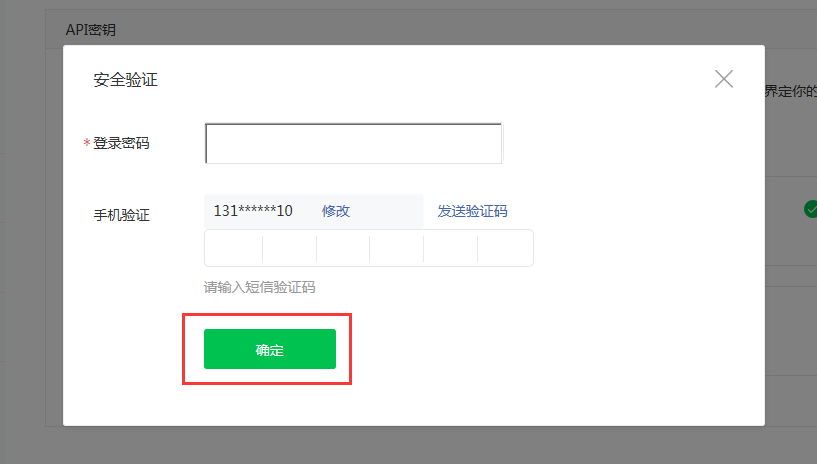 API密钥
安全验证
界定你的
*登录密码
手机验证 131******10 修改 发送验证码
请输入短信验证码
确定